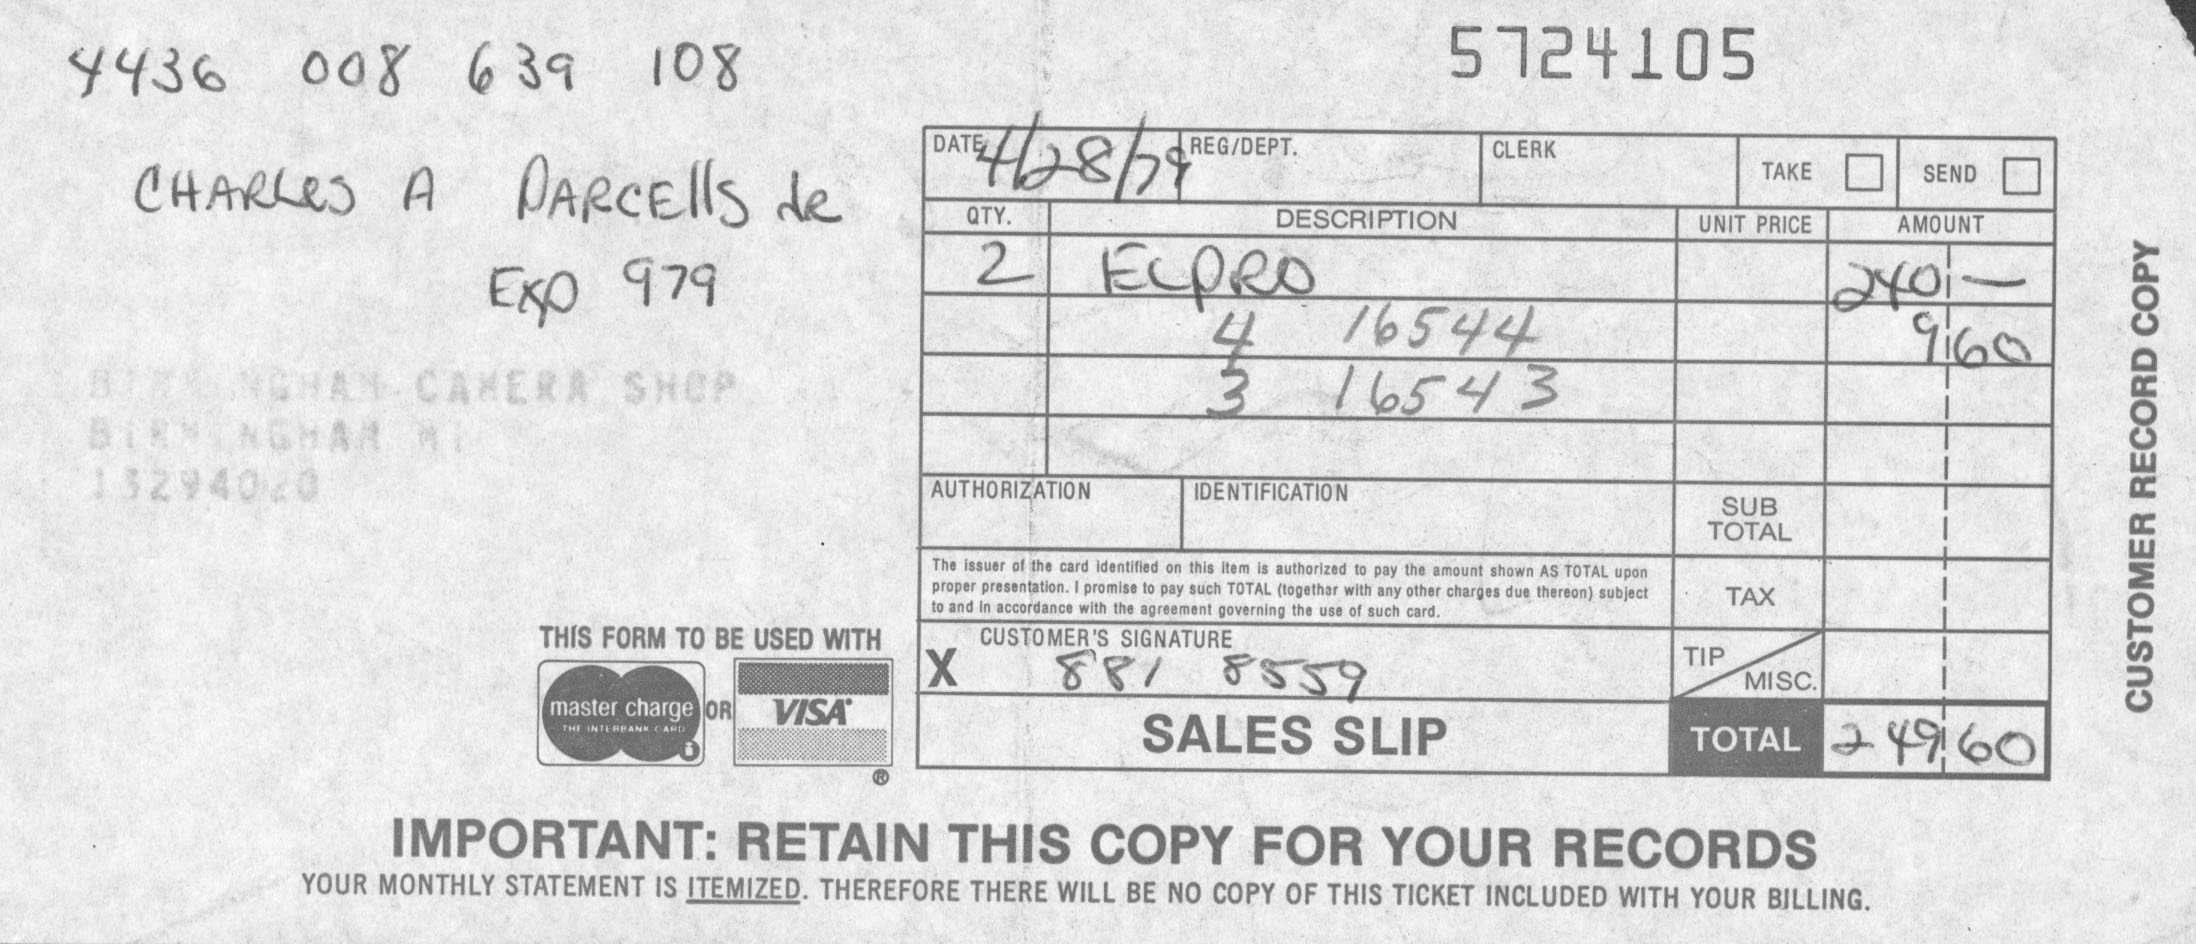 4436 008 639 108
5724105
CHARLES A PARCELLS Jr
EXP 979
BIRMINGHAM CAMERA SHOP
BIRMINGHAM MI
DATE 4/28/79 REG/DEPT. CLERK TAKE SEND
QTY. DESCRIPTION UNIT PRICE AMOUNT
2 ELPRO 240 —
4 16544 9 60
3 16543
AUTHORIZATION IDENTIFICATION SUB TOTAL
The issuer of the card identified on this item is authorized to pay the amount shown AS TOTAL upon
proper presentation. I promise to pay such TOTAL (together with any other charges due thereon) subject
to and in accordance with the agreement governing the use of such card.
TAX
THIS FORM TO BE USED WITH
master charge
THE INTERBANK CARD
OR
VISA
®
CUSTOMER'S SIGNATURE
X 881 8559
TIP/MISC.
SALES SLIP
TOTAL 249 60
CUSTOMER RECORD COPY
IMPORTANT: RETAIN THIS COPY FOR YOUR RECORDS
YOUR MONTHLY STATEMENT IS ITEMIZED. THEREFORE THERE WILL BE NO COPY OF THIS TICKET INCLUDED WITH YOUR BILLING.